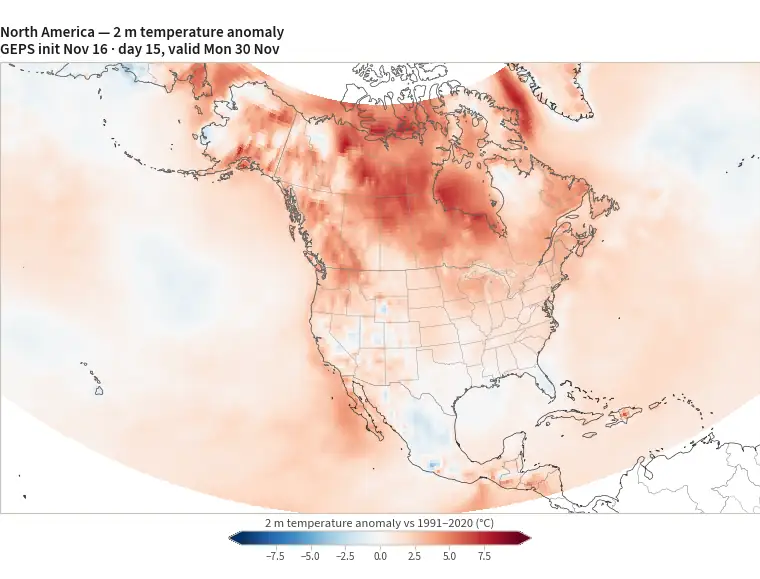 North America — 2 m temperature anomaly
GEPS init Nov 16 · day 15, valid Mon 30 Nov
2 m temperature anomaly vs 1991–2020 (°C)
−7.5 −5.0 −2.5 0.0 2.5 5.0 7.5